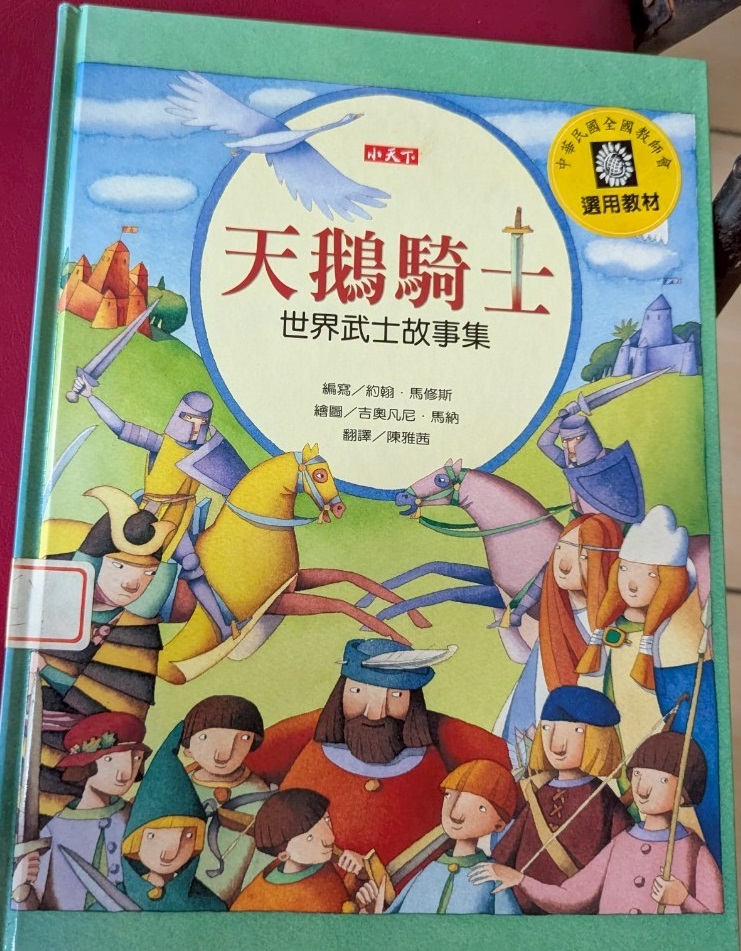 小天下
中華民國全國教師會
選用教材
天鵝騎士
世界武士故事集
編寫／約翰．馬修斯
繪圖／吉奧凡尼．馬納
翻譯／陳雅茜